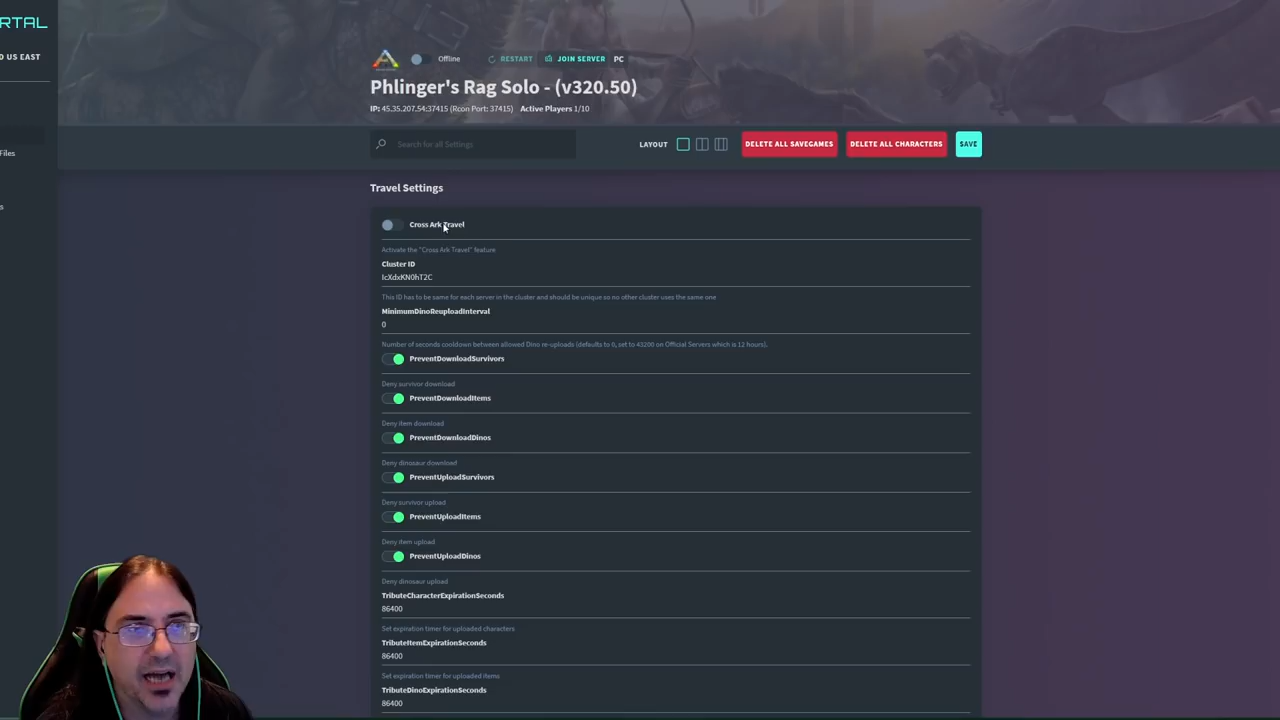 RTAL
D US EAST
Files
s
Offline
RESTART
JOIN SERVER
PC
Phlinger's Rag Solo - (v320.50)
IP: 45.35.207.54:37415 (Rcon Port: 37415) Active Players 1/10
Search for all Settings
LAYOUT
DELETE ALL SAVEGAMES
DELETE ALL CHARACTERS
SAVE
Travel Settings
Cross Ark Travel
Activate the "Cross Ark Travel" feature
Cluster ID
IcXdxKN0hT2C
This ID has to be same for each server in the cluster and should be unique so no other cluster uses the same one
MinimumDinoReuploadInterval
0
Number of seconds cooldown between allowed Dino re-uploads (defaults to 0, set to 43200 on Official Servers which is 12 hours).
PreventDownloadSurvivors
Deny survivor download
PreventDownloadItems
Deny item download
PreventDownloadDinos
Deny dinosaur download
PreventUploadSurvivors
Deny survivor upload
PreventUploadItems
Deny item upload
PreventUploadDinos
Deny dinosaur upload
TributeCharacterExpirationSeconds
86400
Set expiration timer for uploaded characters
TributeItemExpirationSeconds
86400
Set expiration timer for uploaded items
TributeDinoExpirationSeconds
86400